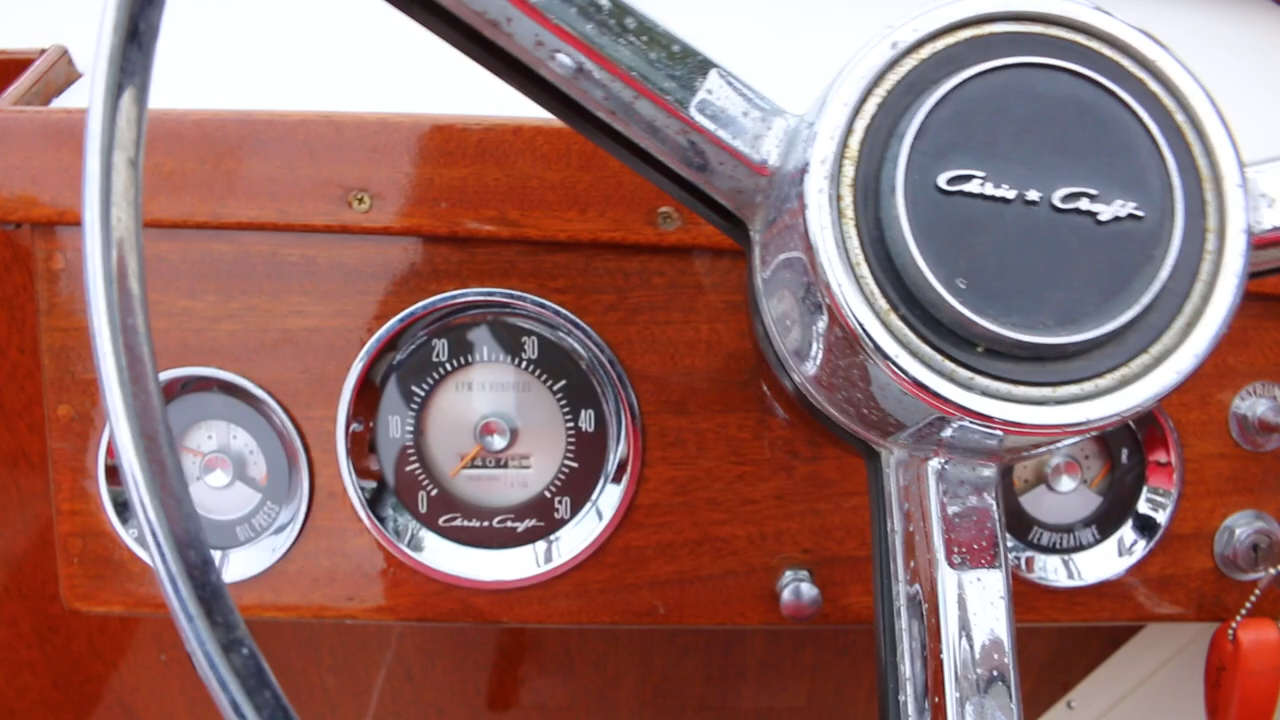 Chris ★ Craft
20 30
RPM IN HUNDREDS
10 40
0 50
Chris ★ Craft
OIL PRESS
TEMPERATURE